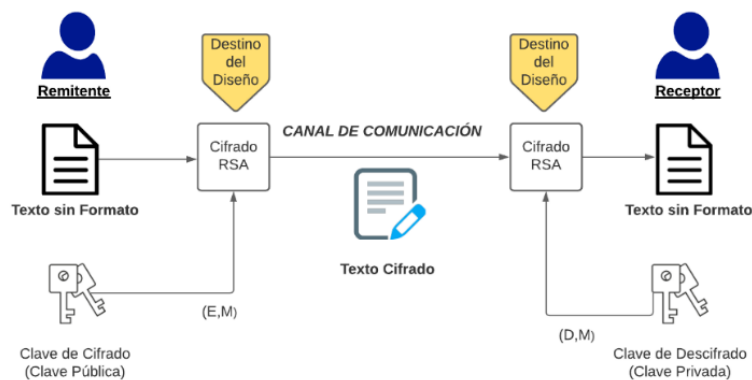 Remitente
Destino
del
Diseño
Destino
del
Diseño
Receptor
Cifrado
RSA
CANAL DE COMUNICACIÓN
Cifrado
RSA
Texto sin Formato
Texto Cifrado
Texto sin Formato
(E,M)
(D,M)
Clave de Cifrado
(Clave Pública)
Clave de Descifrado
(Clave Privada)